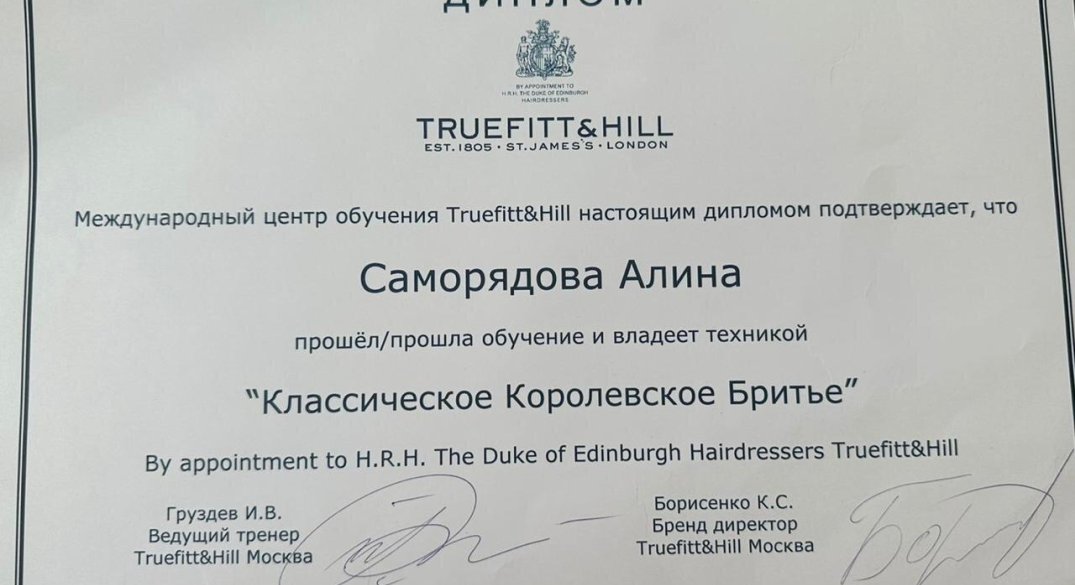 ДИПЛОМ
BY APPOINTMENT TO
H.R.H. THE DUKE OF EDINBURGH
HAIRDRESSERS
TRUEFITT&HILL
EST.1805 · ST.JAMES'S · LONDON
Международный центр обучения Truefitt&Hill настоящим дипломом подтверждает, что
Саморядова Алина
прошёл/прошла обучение и владеет техникой
“Классическое Королевское Бритье”
By appointment to H.R.H. The Duke of Edinburgh Hairdressers Truefitt&Hill
Груздев И.В.
Ведущий тренер
Truefitt&Hill Москва
Борисенко К.С.
Бренд директор
Truefitt&Hill Москва